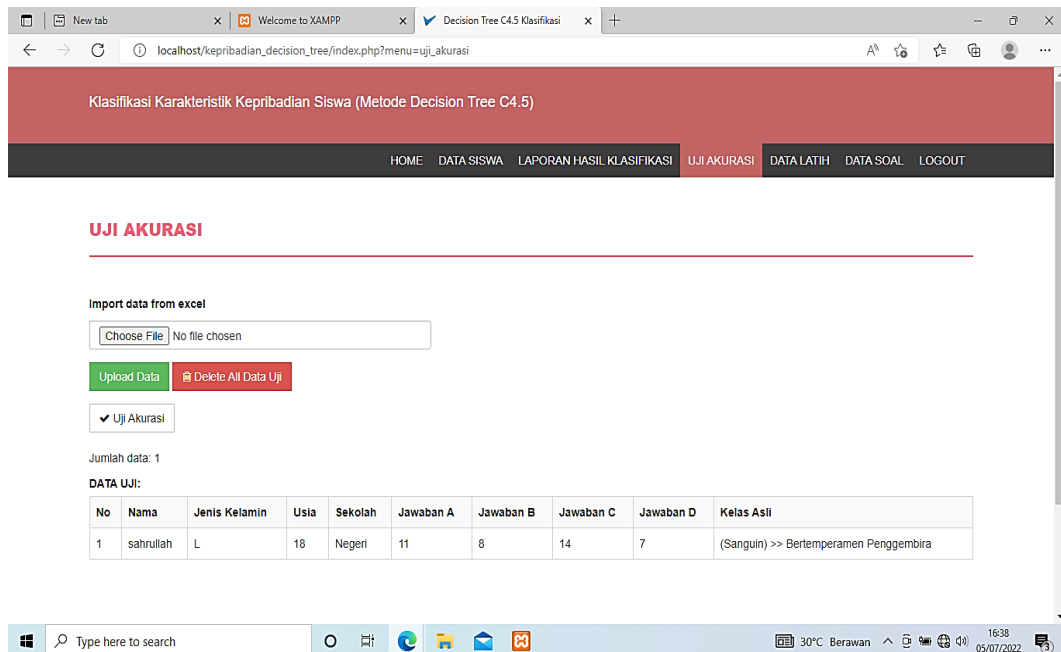 New tab Welcome to XAMPP Decision Tree C4.5 Klasifikasi
localhost/kepribadian_decision_tree/index.php?menu=uji_akurasi
Klasifikasi Karakteristik Kepribadian Siswa (Metode Decision Tree C4.5)
HOME DATA SISWA LAPORAN HASIL KLASIFIKASI UJI AKURASI DATA LATIH DATA SOAL LOGOUT
UJI AKURASI
Import data from excel
Choose File No file chosen
Upload Data Delete All Data Uji
Uji Akurasi
Jumlah data: 1
DATA UJI:
No Nama Jenis Kelamin Usia Sekolah Jawaban A Jawaban B Jawaban C Jawaban D Kelas Asli
1 sahrullah L 18 Negeri 11 8 14 7 (Sanguin) >> Bertemperamen Penggembira
Type here to search 30°C Berawan 16:38
05/07/2022